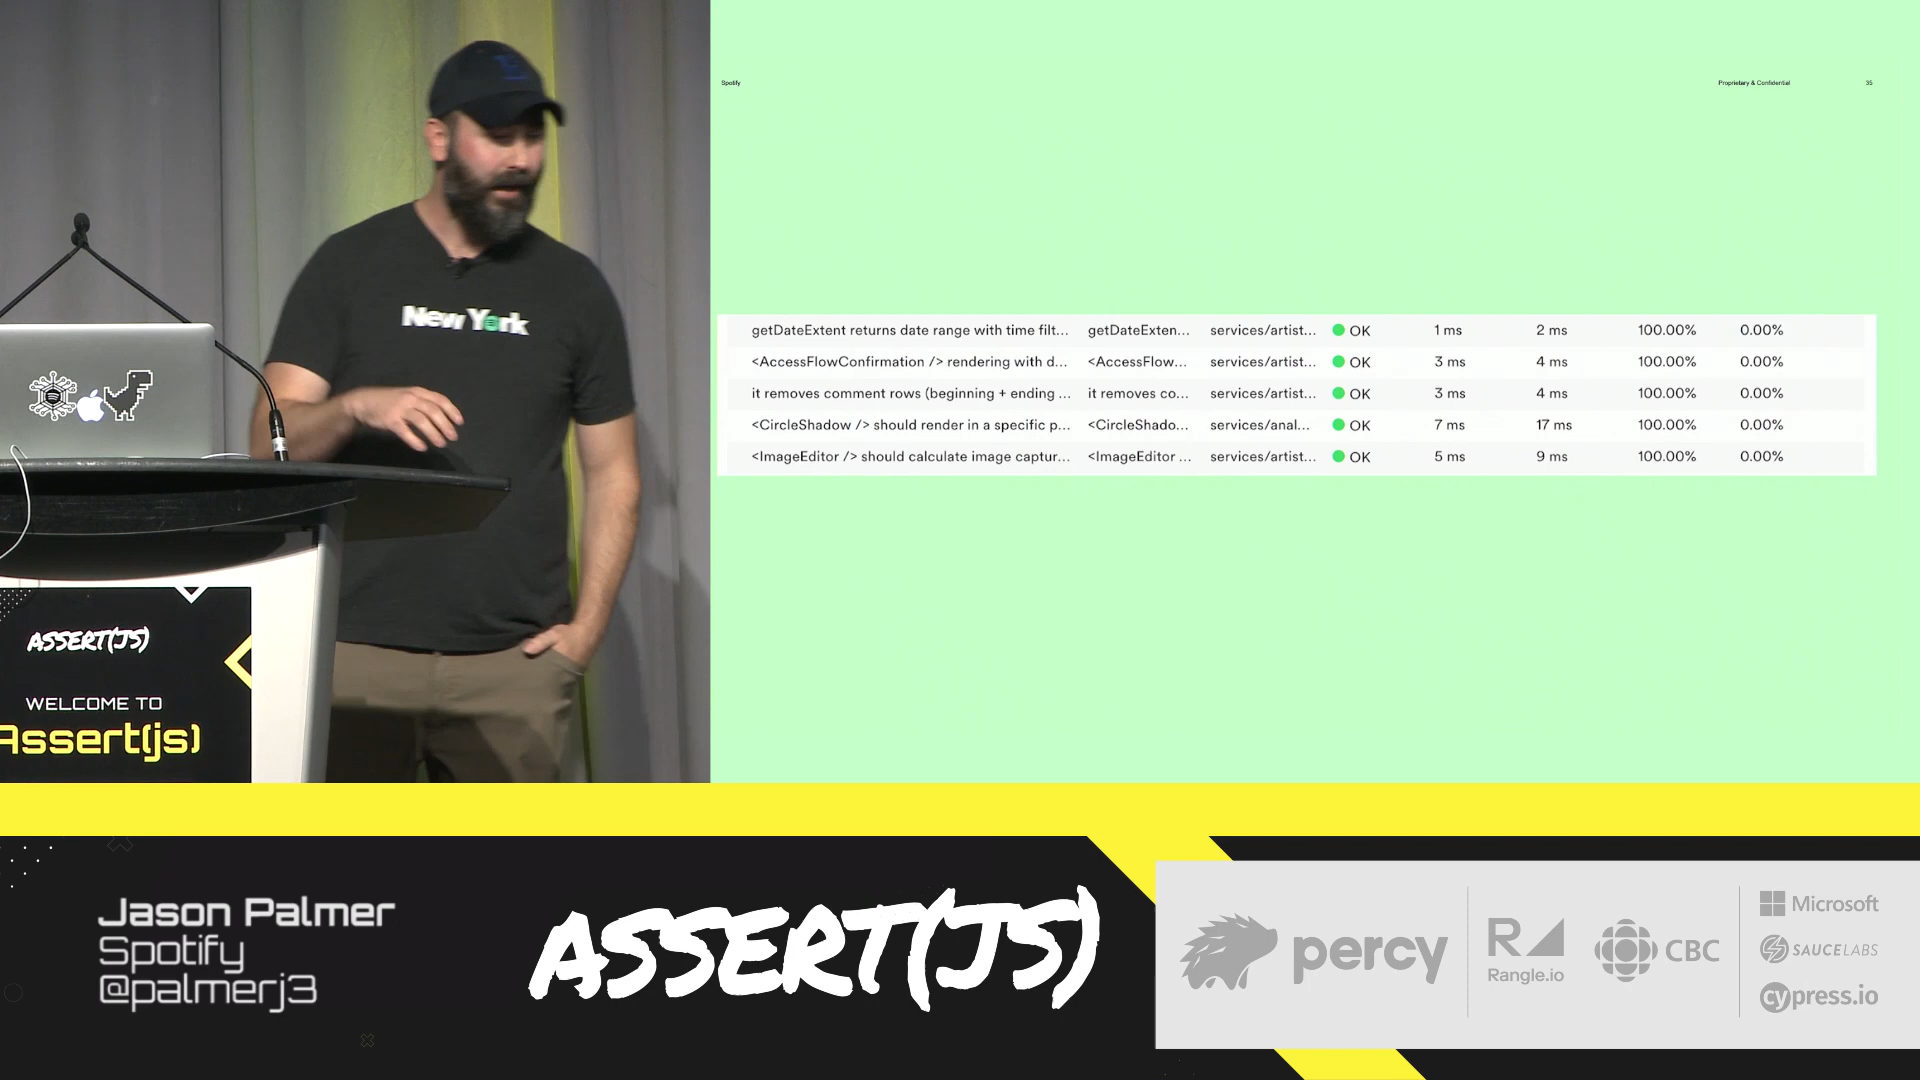 New York
ASSERT(JS)
WELCOME TO
Assert(js)
Spotify
Proprietary & Confidential
35
getDateExtent returns date range with time filt... getDateExten... services/artist... OK 1 ms 2 ms 100.00% 0.00%
<AccessFlowConfirmation /> rendering with d... <AccessFlow... services/artist... OK 3 ms 4 ms 100.00% 0.00%
it removes comment rows (beginning + ending ... it removes co... services/artist... OK 3 ms 4 ms 100.00% 0.00%
<CircleShadow /> should render in a specific p... <CircleShado... services/anal... OK 7 ms 17 ms 100.00% 0.00%
<ImageEditor /> should calculate image captur... <ImageEditor ... services/artist... OK 5 ms 9 ms 100.00% 0.00%
Jason Palmer
Spotify
@palmerj3
ASSERT(JS)
percy
R
Rangle.io
CBC
Microsoft
SAUCELABS
cypress.io